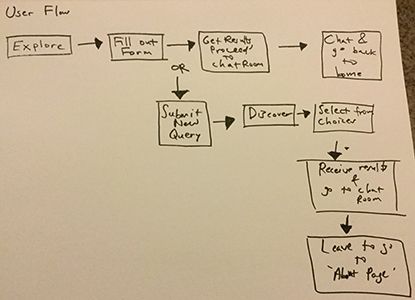 User Flow
Explore
Fill out
Form
Get Results
Proceed
to
chat Room
Chat &
go back
to
home
OR
Submit
New
Query
Discover
Select from
Choices
Receive results
&
go to chat
Room
Leave to go
to
'About Page'